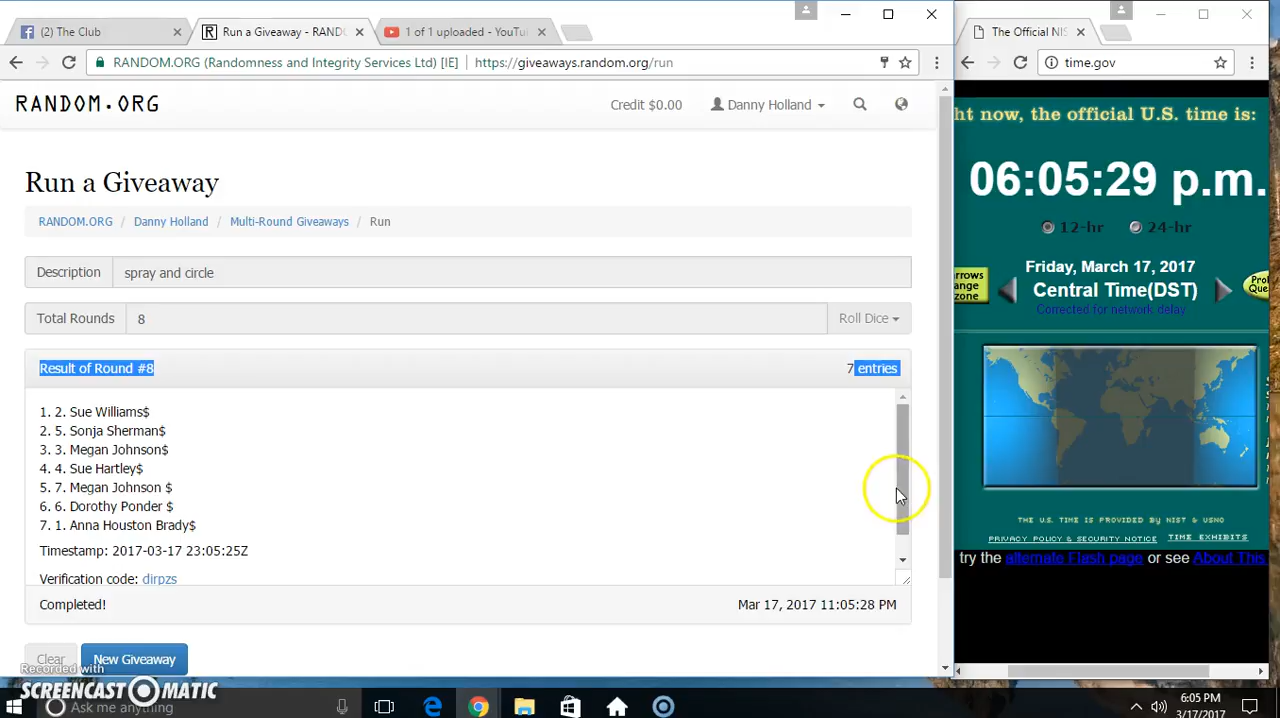 (2) The Club
Run a Giveaway - RAND
1 of 1 uploaded - YouTu
The Official NIS
RANDOM.ORG (Randomness and Integrity Services Ltd) [IE]
https://giveaways.random.org/run
time.gov
RANDOM.ORG
Credit $0.00
Danny Holland
Run a Giveaway
RANDOM.ORG / Danny Holland / Multi-Round Giveaways / Run
Description spray and circle
Total Rounds 8 Roll Dice
Result of Round #8 7 entries
1. 2. Sue Williams$
2. 5. Sonja Sherman$
3. 3. Megan Johnson$
4. 4. Sue Hartley$
5. 7. Megan Johnson $
6. 6. Dorothy Ponder $
7. 1. Anna Houston Brady$
Timestamp: 2017-03-17 23:05:25Z
Verification code: dirpzs
Completed! Mar 17, 2017 11:05:28 PM
Clear New Giveaway
ht now, the official U.S. time is:
06:05:29 p.m.
12-hr 24-hr
Friday, March 17, 2017
Central Time(DST)
Corrected for network delay
arrows
ange
zone
Pro
Que
THE U.S. TIME IS PROVIDED BY NIST & USNO
PRIVACY POLICY & SECURITY NOTICE TIME EXHIBITS
try the alternate Flash page or see About This
Recorded with
SCREENCAST-O-MATIC
Ask me anything
6:05 PM
3/17/2017